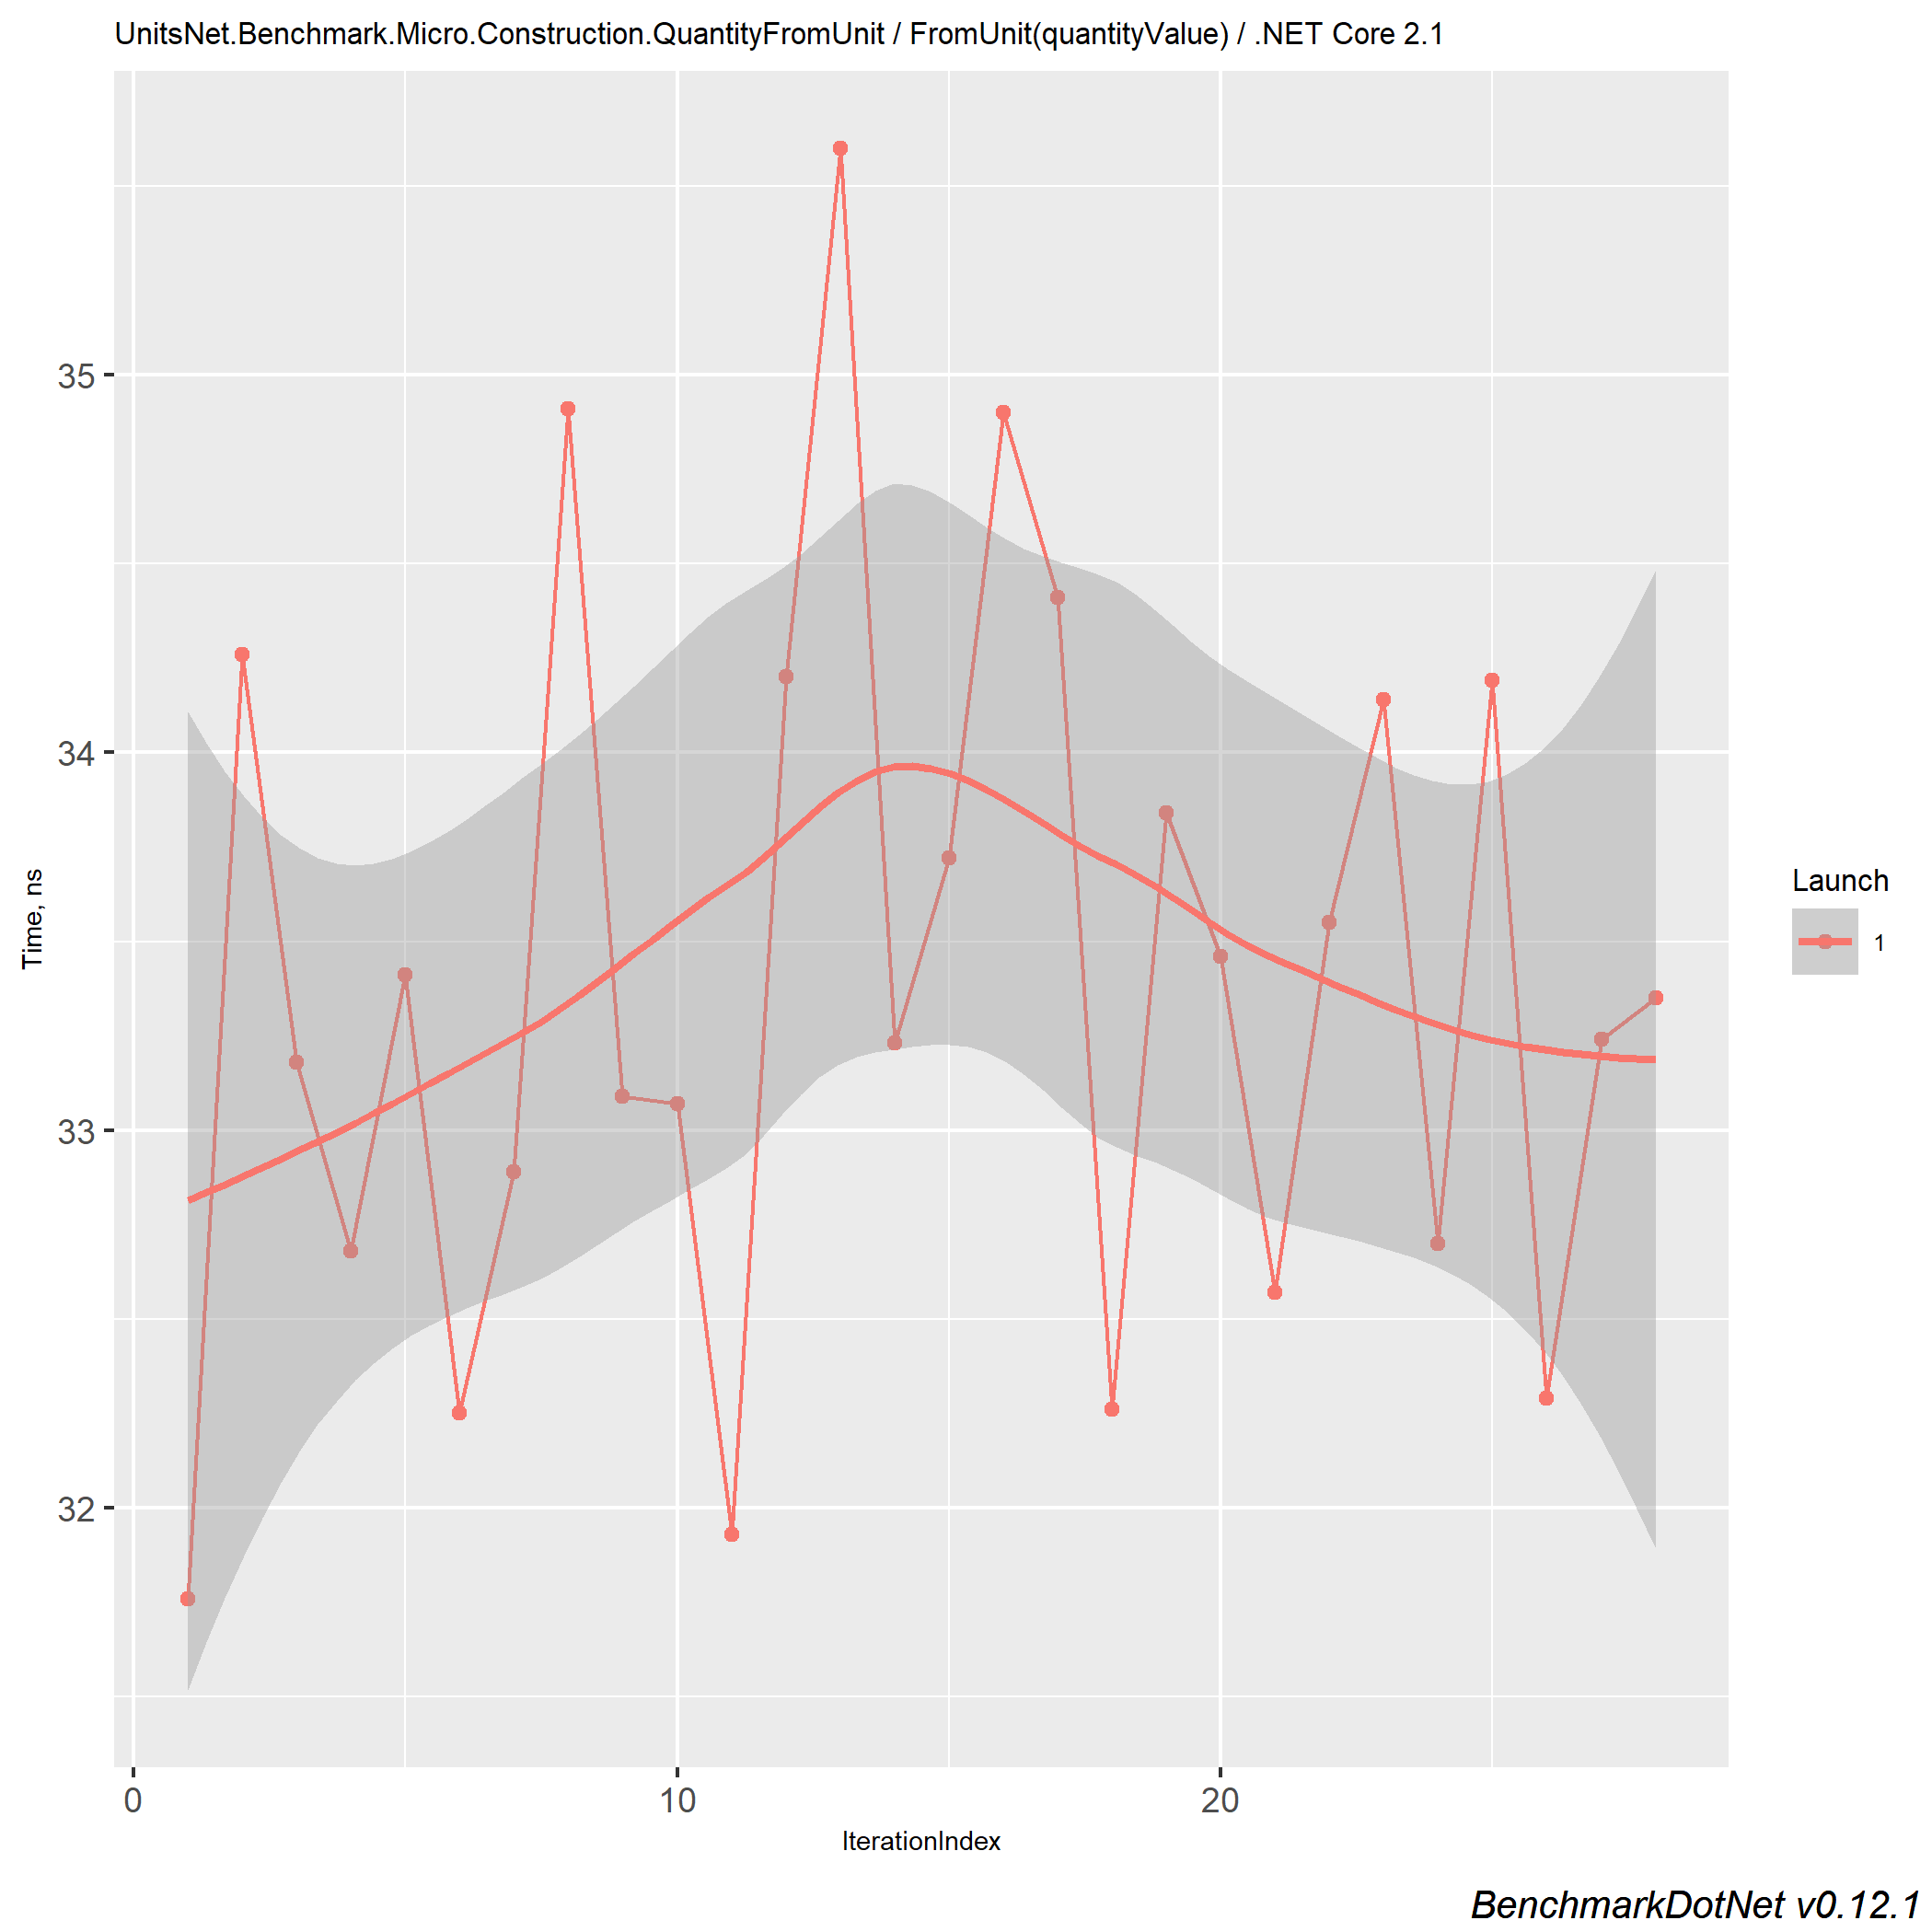 UnitsNet.Benchmark.Micro.Construction.QuantityFromUnit / FromUnit(quantityValue) / .NET Core 2.1
35
34
33
32
Time, ns
0 10 20
IterationIndex
Launch
1
BenchmarkDotNet v0.12.1